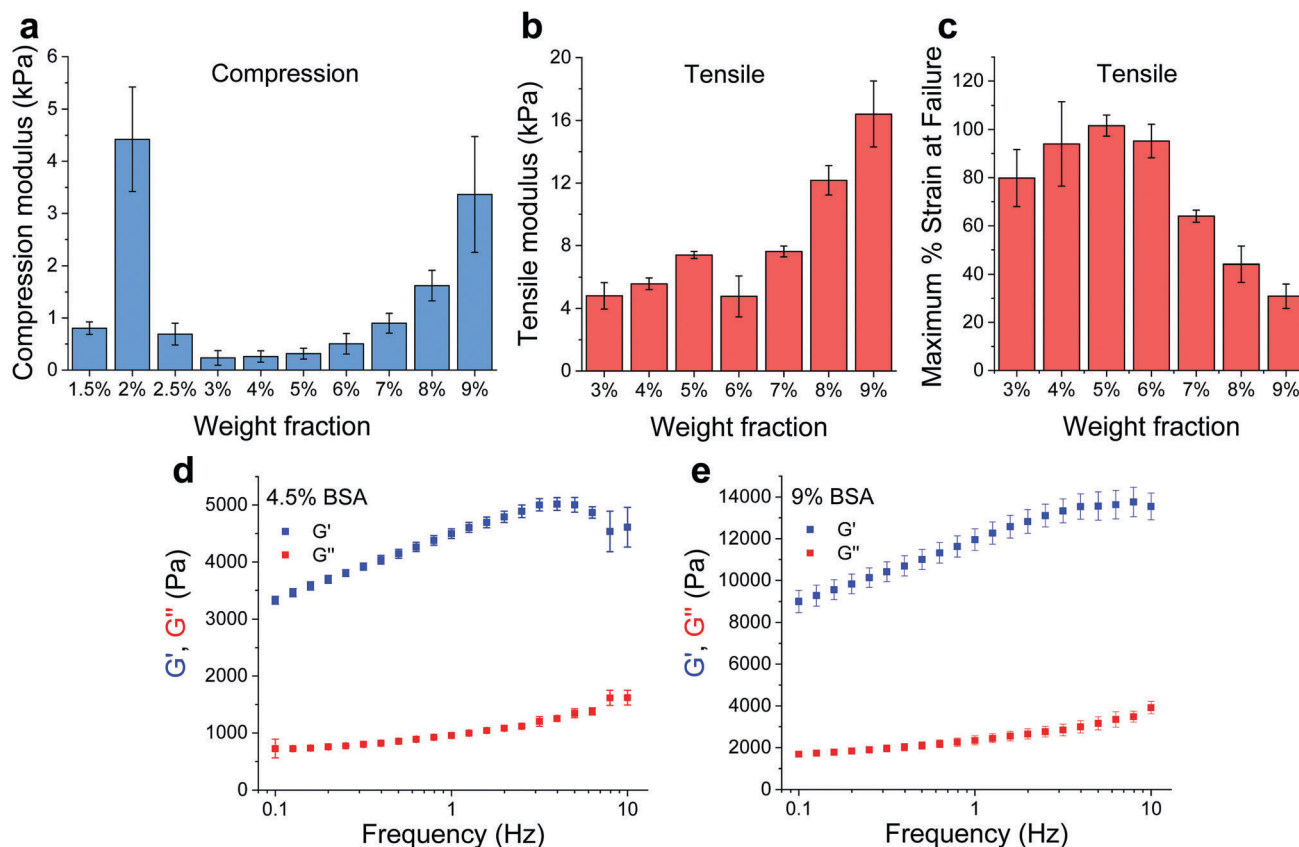 a
Compression
Compression modulus (kPa)
6
5
4
3
2
1
0
1.5% 2% 2.5% 3% 4% 5% 6% 7% 8% 9%
Weight fraction
b
Tensile
Tensile modulus (kPa)
20
16
12
8
4
0
3% 4% 5% 6% 7% 8% 9%
Weight fraction
c
Tensile
Maximum % Strain at Failure
120
100
80
60
40
20
0
3% 4% 5% 6% 7% 8% 9%
Weight fraction
d
4.5% BSA
G'
G"
G', G" (Pa)
5000
4000
3000
2000
1000
0
0.1 1 10
Frequency (Hz)
e
9% BSA
G'
G"
G', G" (Pa)
14000
12000
10000
8000
6000
4000
2000
0
0.1 1 10
Frequency (Hz)